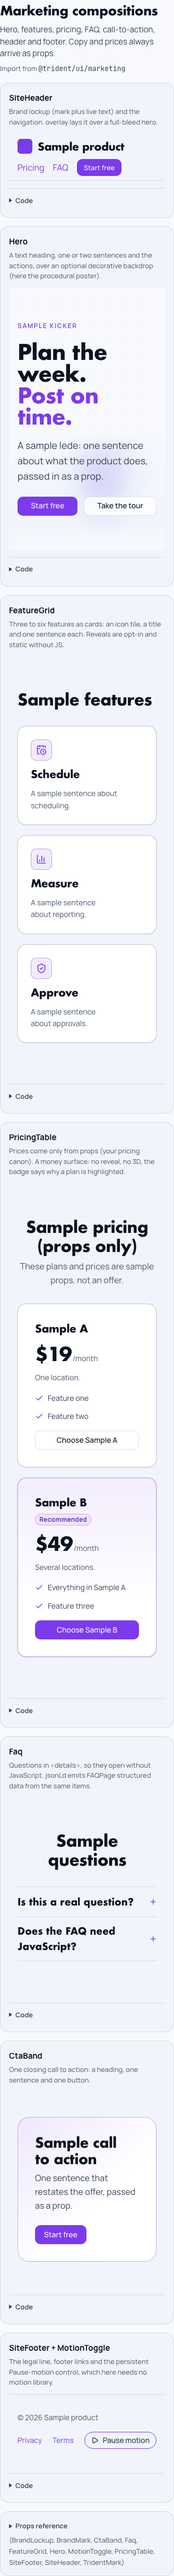 Marketing compositions
Hero, features, pricing, FAQ, call-to-action,
header and footer. Copy and prices always
arrive as props.
Import from @trident/ui/marketing
SiteHeader
Brand lockup (mark plus live text) and the
navigation. overlay lays it over a full-bleed hero.
Sample product
Pricing FAQ Start free
Code
Hero
A text heading, one or two sentences and the
actions, over an optional decorative backdrop
(here the procedural poster).
SAMPLE KICKER
Plan the
week.
Post on
time.
A sample lede: one sentence
about what the product does,
passed in as a prop.
Start free Take the tour
Code
FeatureGrid
Three to six features as cards: an icon tile, a title
and one sentence each. Reveals are opt-in and
static without JS.
Sample features
Schedule
A sample sentence about
scheduling.
Measure
A sample sentence
about reporting.
Approve
A sample sentence
about approvals.
Code
PricingTable
Prices come only from props (your pricing
canon). A money surface: no reveal, no 3D, the
badge says why a plan is highlighted.
Sample pricing
(props only)
These plans and prices are sample
props, not an offer.
Sample A
$19/month
One location.
Feature one
Feature two
Choose Sample A
Sample B
Recommended
$49/month
Several locations.
Everything in Sample A
Feature three
Choose Sample B
Code
Faq
Questions in <details>, so they open without
JavaScript. jsonLd emits FAQPage structured
data from the same items.
Sample
questions
Is this a real question? +
Does the FAQ need
JavaScript? +
Code
CtaBand
One closing call to action: a heading, one
sentence and one button.
Sample call
to action
One sentence that
restates the offer, passed
as a prop.
Start free
Code
SiteFooter + MotionToggle
The legal line, footer links and the persistent
Pause-motion control, which here needs no
motion library.
© 2026 Sample product
Privacy Terms Pause motion
Code
Props reference
(BrandLockup, BrandMark, CtaBand, Faq,
FeatureGrid, Hero, MotionToggle, PricingTable,
SiteFooter, SiteHeader, TridentMark)